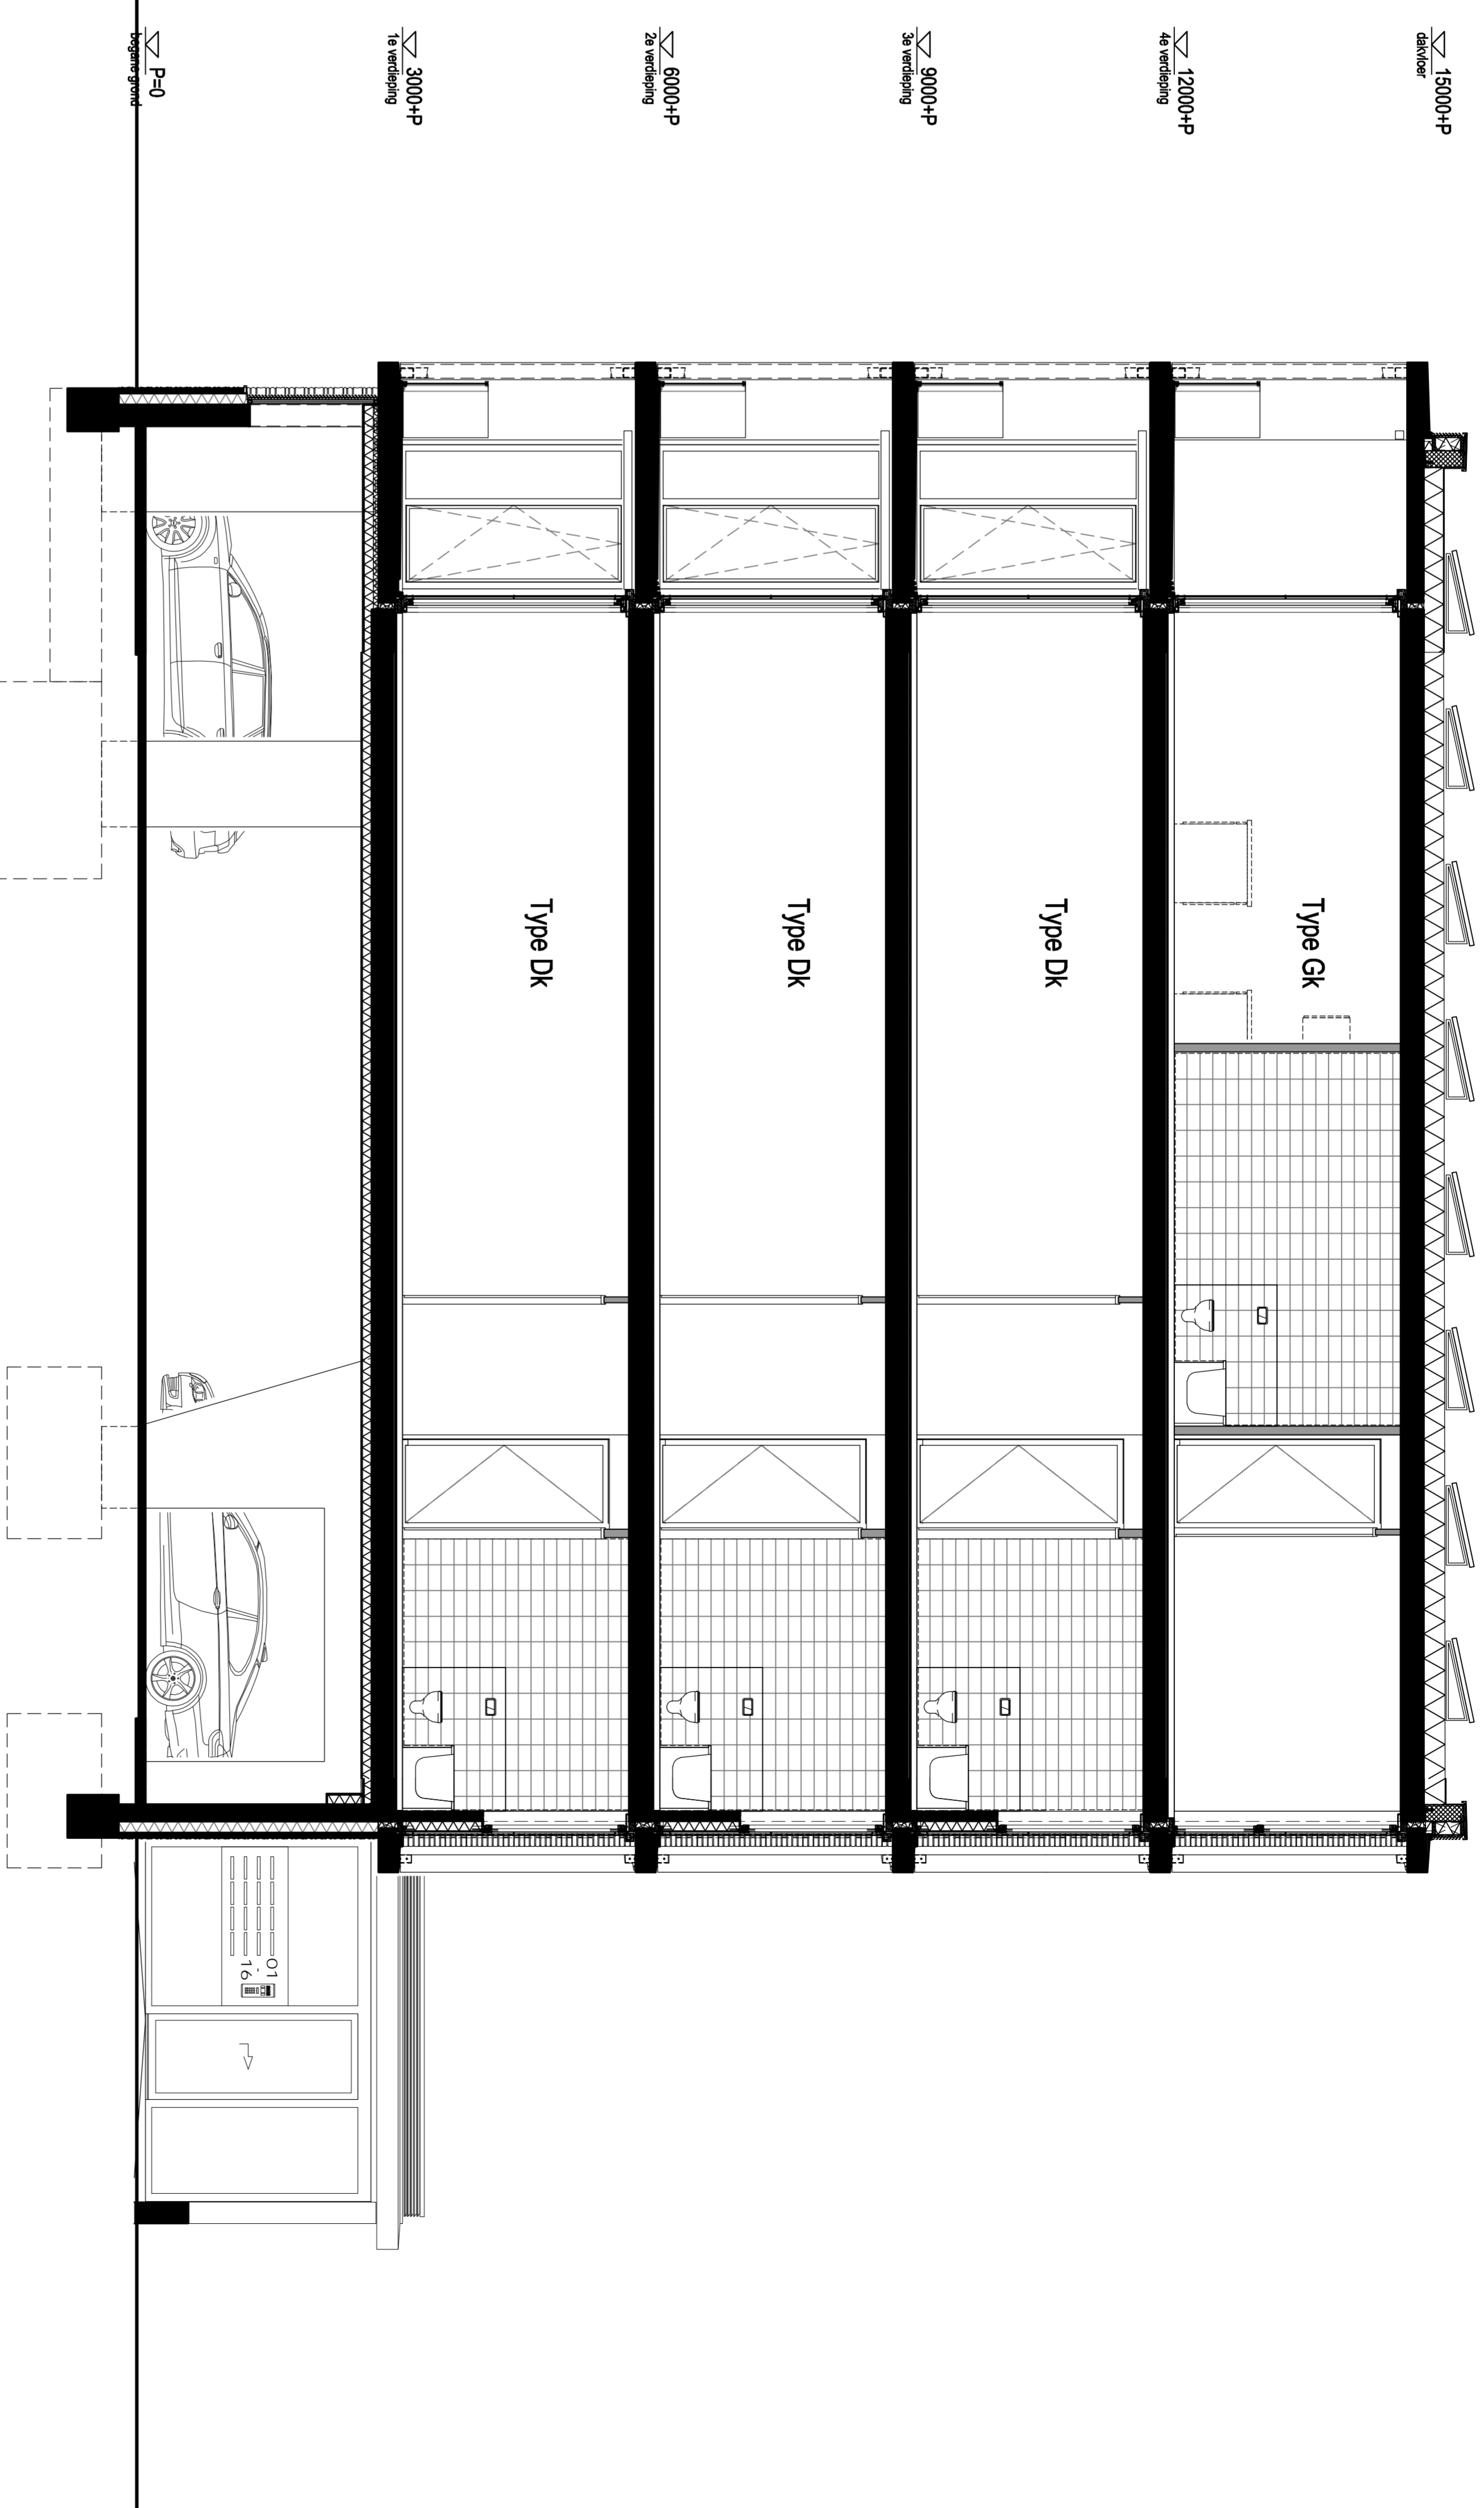 15000+P
dakvloer
12000+P
4e verdieping
9000+P
3e verdieping
6000+P
2e verdieping
3000+P
1e verdieping
P=0
begane grond
Type Gk
Type Dk
Type Dk
Type Dk
01
-
16